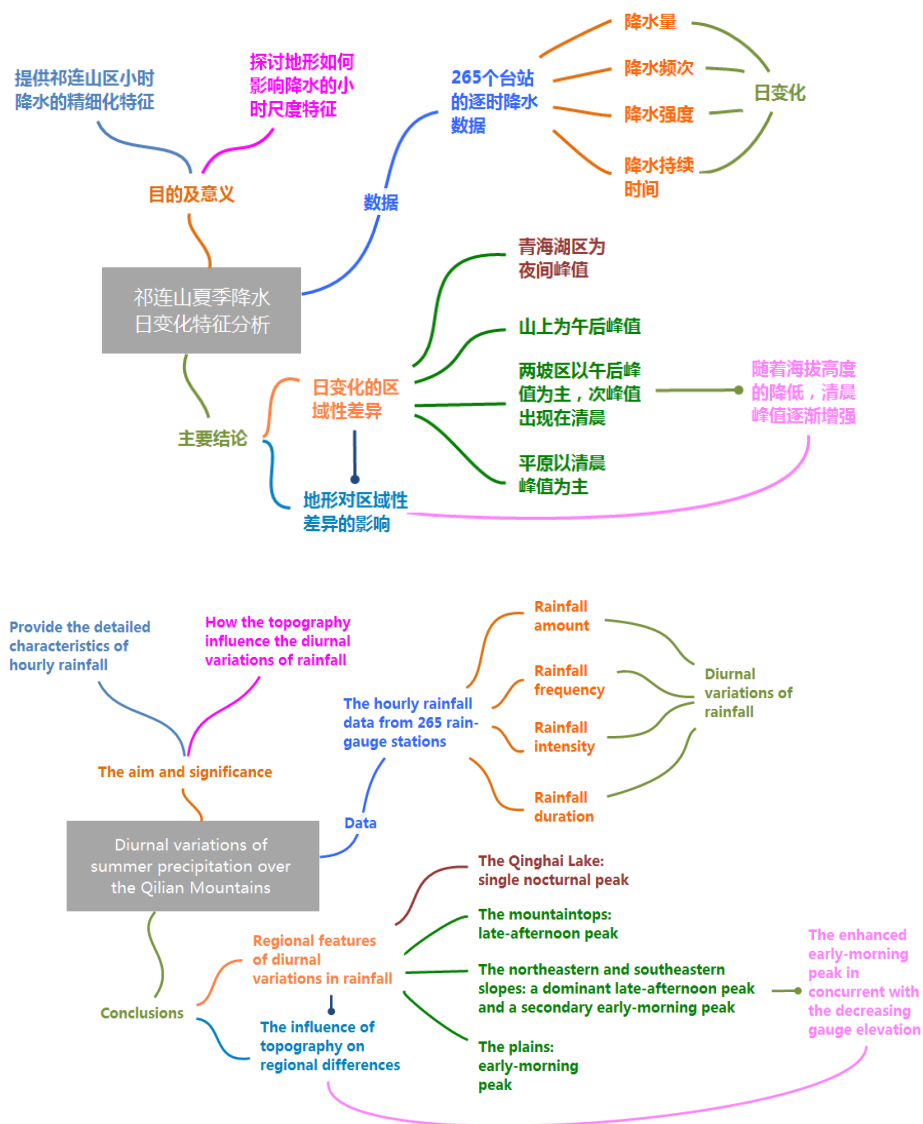 提供祁连山区小时
降水的精细化特征
探讨地形如何
影响降水的小
时尺度特征
目的及意义
祁连山夏季降水
日变化特征分析
数据
265个台站
的逐时降水
数据
降水量
降水频次
降水强度
降水持续
时间
日变化
主要结论
日变化的区
域性差异
地形对区域性
差异的影响
青海湖区为
夜间峰值
山上为午后峰值
两坡区以午后峰
值为主，次峰值
出现在清晨
平原以清晨
峰值为主
随着海拔高度
的降低，清晨
峰值逐渐增强
Provide the detailed
characteristics of
hourly rainfall
How the topography
influence the diurnal
variations of rainfall
The aim and significance
Diurnal variations of
summer precipitation over
the Qilian Mountains
Data
The hourly rainfall
data from 265 rain-
gauge stations
Rainfall
amount
Rainfall
frequency
Rainfall
intensity
Rainfall
duration
Diurnal
variations of
rainfall
Conclusions
Regional features
of diurnal
variations in rainfall
The influence of
topography on
regional differences
The Qinghai Lake:
single nocturnal peak
The mountaintops:
late-afternoon peak
The northeastern and southeastern
slopes: a dominant late-afternoon peak
and a secondary early-morning peak
The plains:
early-morning
peak
The enhanced
early-morning
peak in
concurrent with
the decreasing
gauge elevation